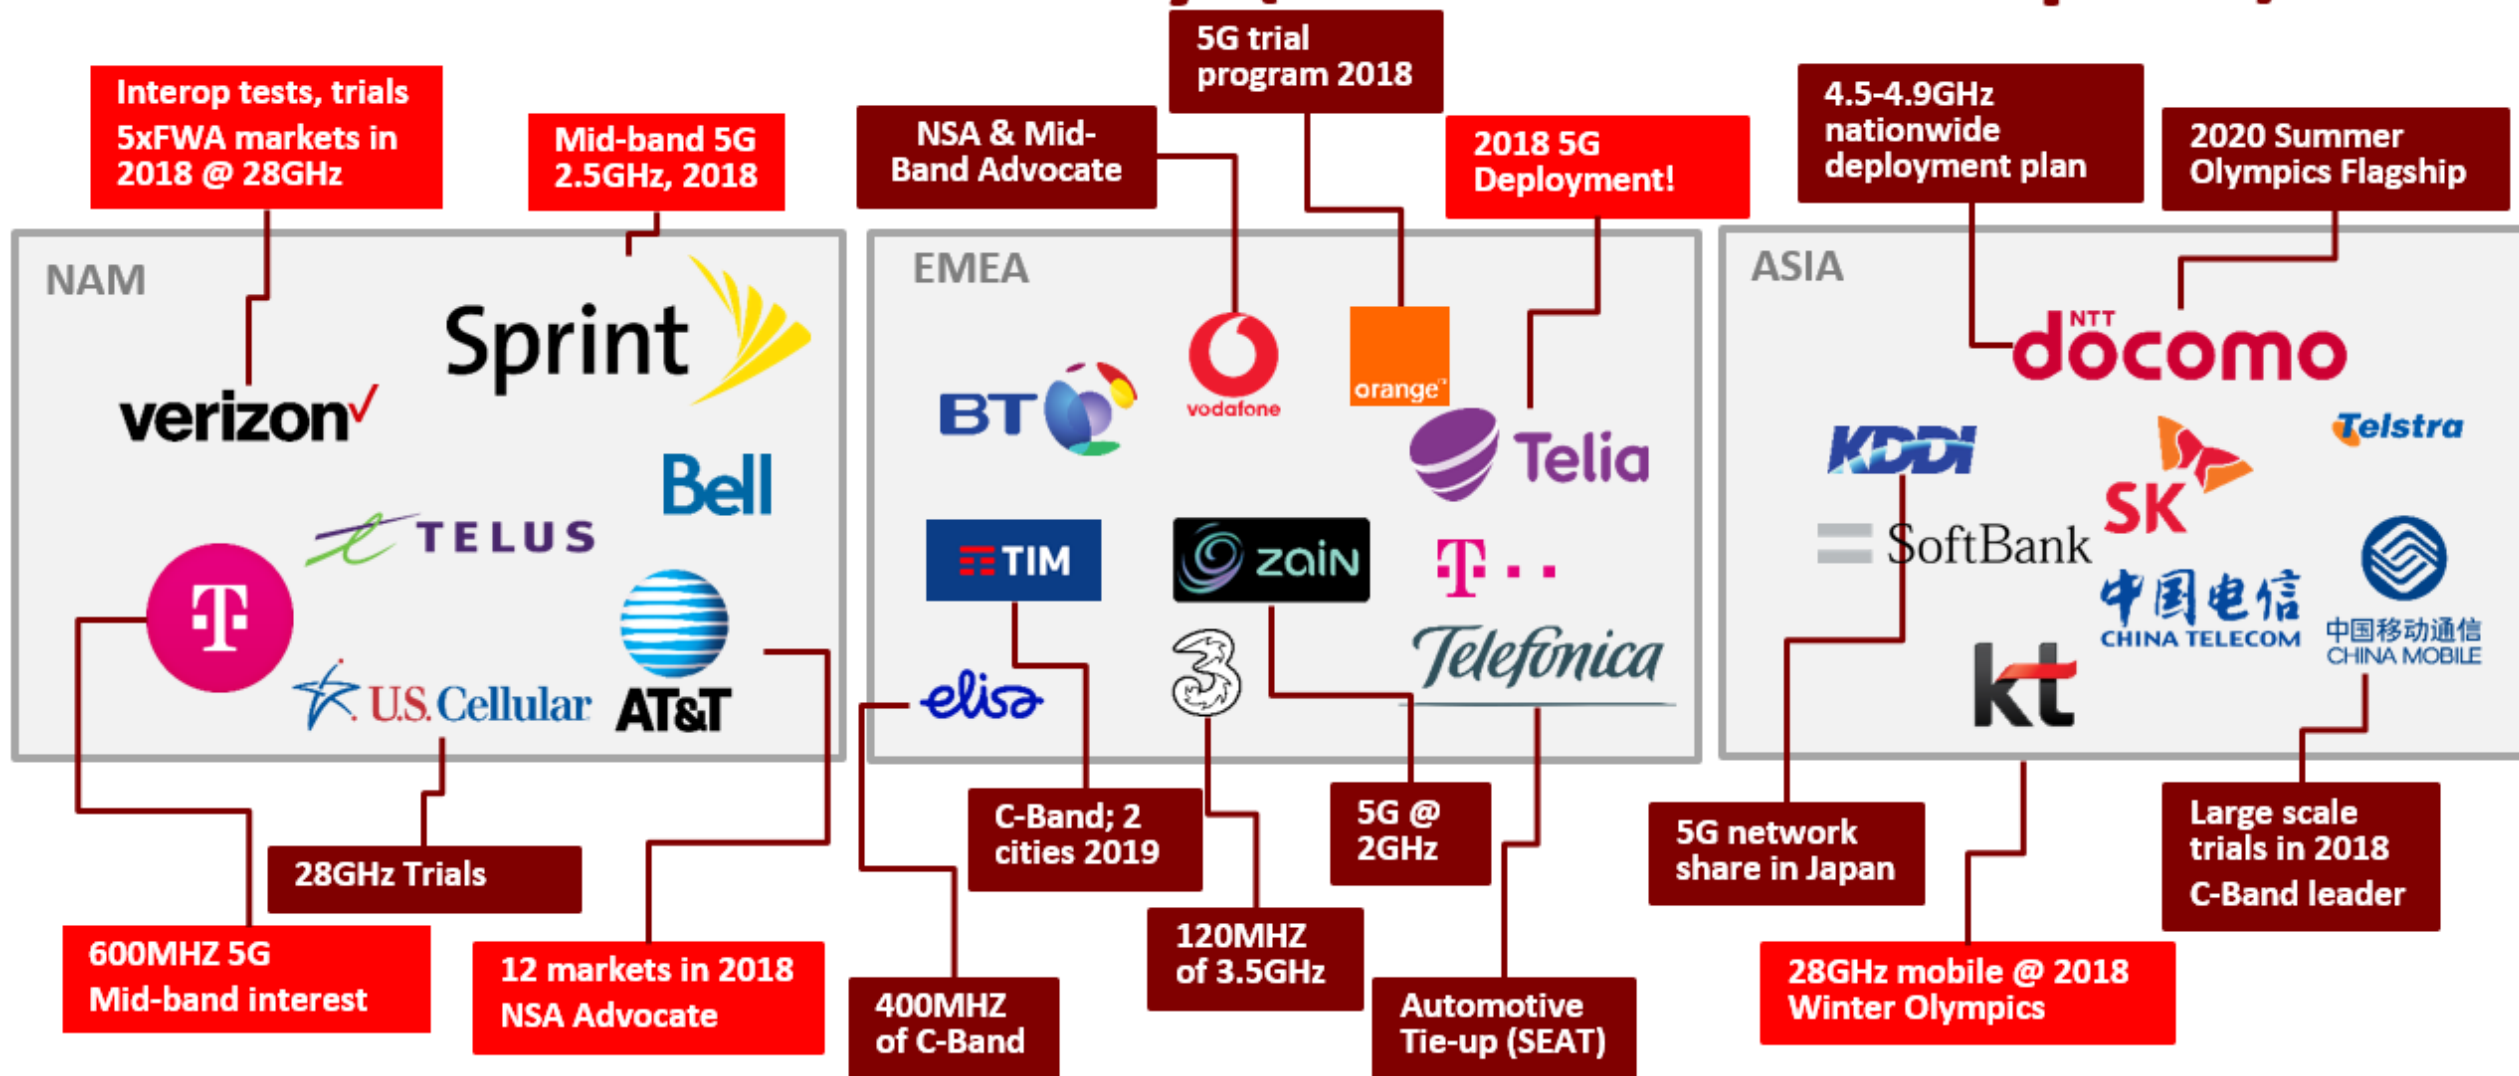 5G trial
program 2018
Interop tests, trials
5xFWA markets in
2018 @ 28GHz
Mid-band 5G
2.5GHz, 2018
NSA & Mid-
Band Advocate
2018 5G
Deployment!
4.5-4.9GHz
nationwide
deployment plan
2020 Summer
Olympics Flagship
NAM
Sprint
verizon
Bell
TELUS
T
U.S. Cellular
AT&T
EMEA
vodafone
orange
BT
Telia
TIM
zain
T
3
Telefónica
elisa
ASIA
NTT
docomo
KDDI
Telstra
SK
SoftBank
中国电信
CHINA TELECOM
中国移动通信
CHINA MOBILE
kt
28GHz Trials
600MHZ 5G
Mid-band interest
12 markets in 2018
NSA Advocate
C-Band; 2
cities 2019
400MHZ
of C-Band
120MHZ
of 3.5GHz
5G @
2GHz
Automotive
Tie-up (SEAT)
5G network
share in Japan
28GHz mobile @ 2018
Winter Olympics
Large scale
trials in 2018
C-Band leader